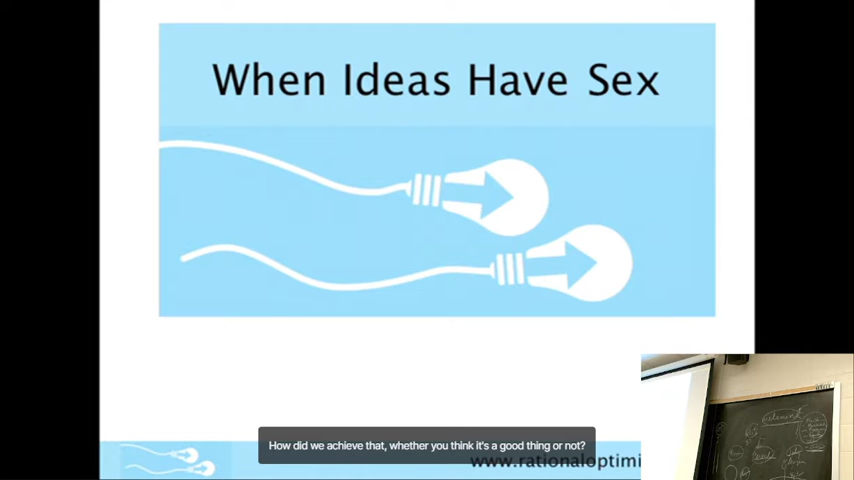 When Ideas Have Sex
How did we achieve that, whether you think it's a good thing or not?
www.rationaloptimi